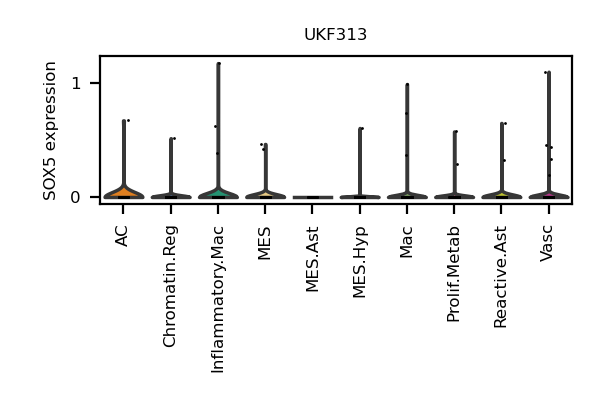 UKF313
SOX5 expression
1
0
AC
Chromatin.Reg
Inflammatory.Mac
MES
MES.Ast
MES.Hyp
Mac
Prolif.Metab
Reactive.Ast
Vasc